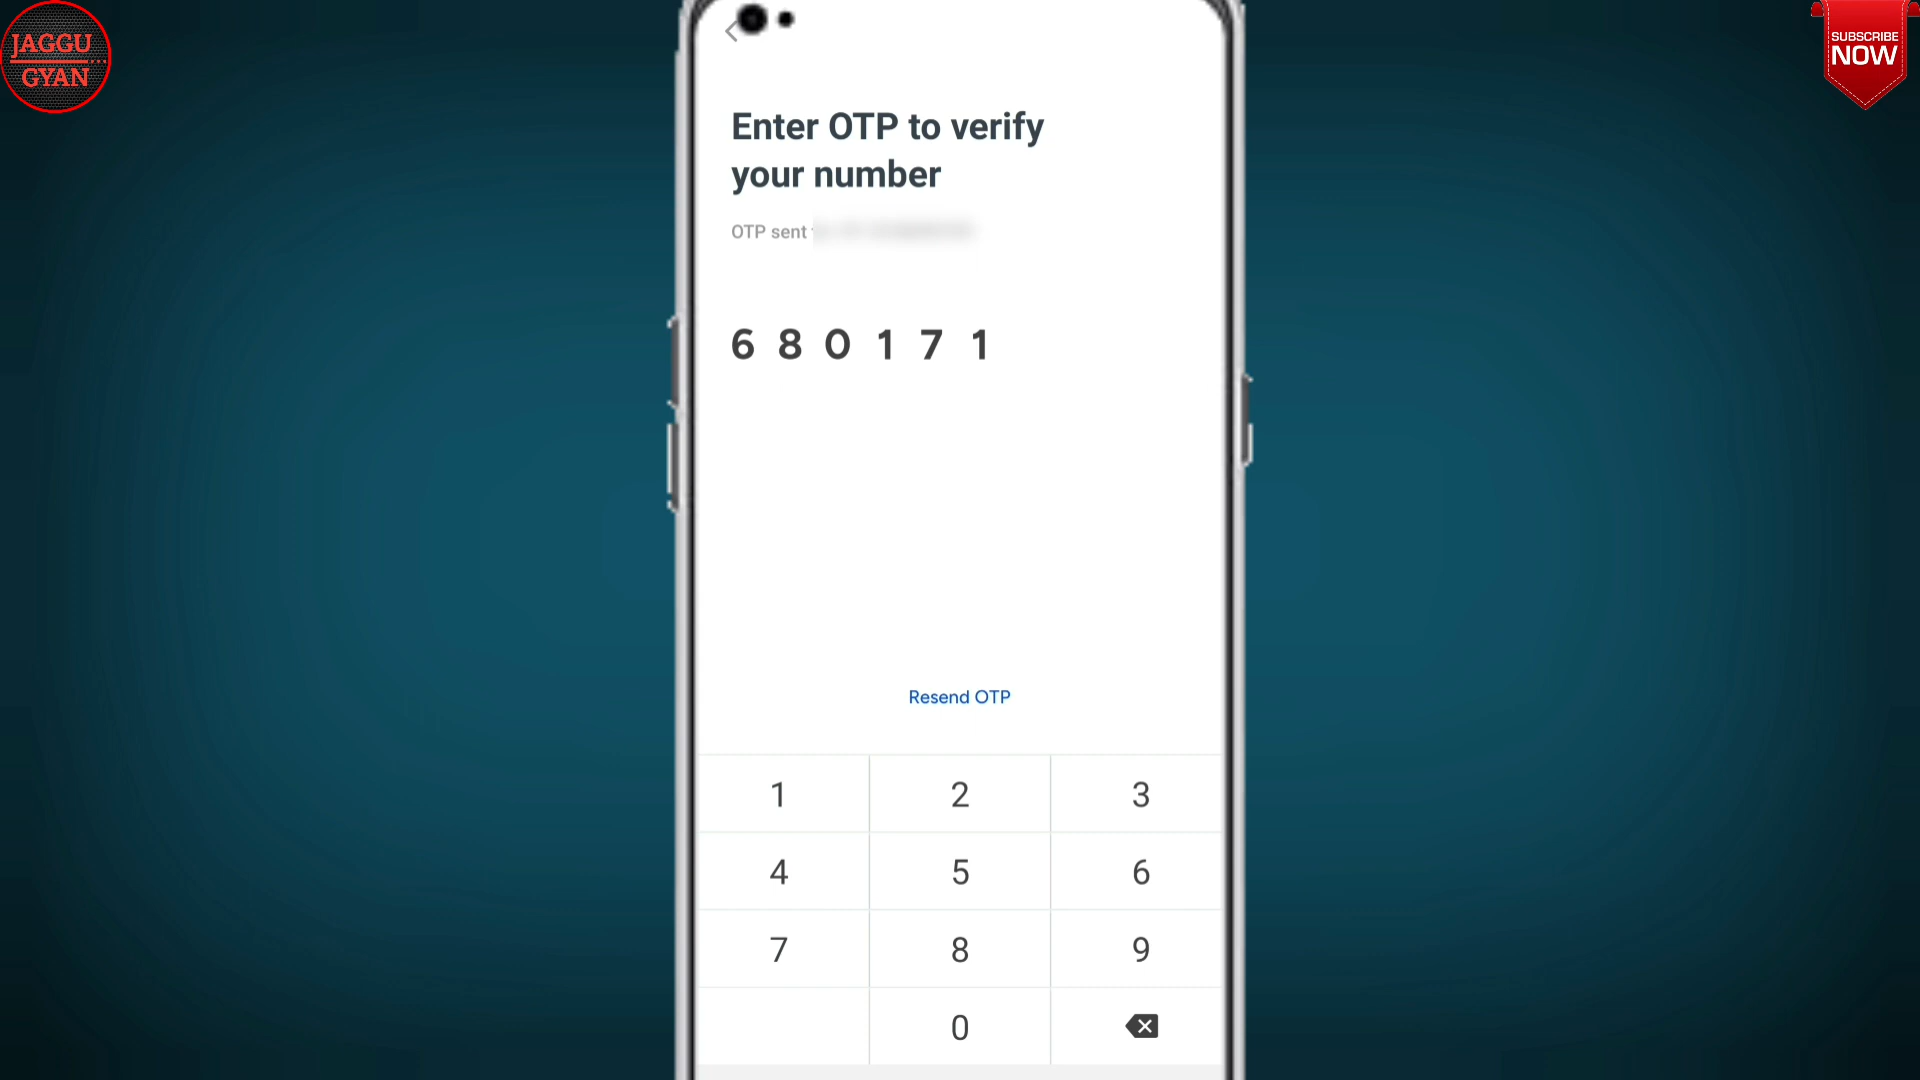 JAGGU
GYAN
SUBSCRIBE
NOW
Enter OTP to verify
your number
OTP sent
6 8 0 1 7 1
Resend OTP
1 2 3
4 5 6
7 8 9
0